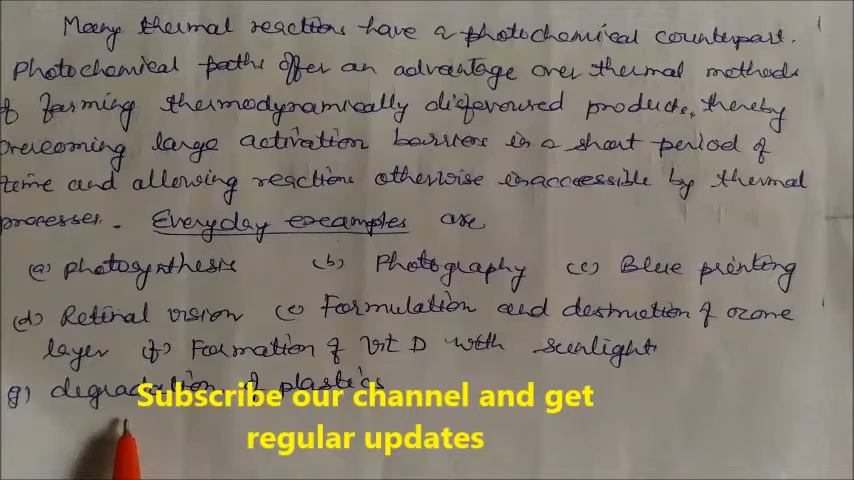 Many thermal reactions have a photochemical counterpart.
Photochemical paths offer an advantage over thermal methods
of forming thermodynamically disfavoured products, thereby
overcoming large activation barriers in a short period of
time and allowing reactions otherwise inaccessible by thermal
processes. Everyday examples are
(a) photosynthesis (b) Photography (c) Blue printing
(d) Retinal vision (e) Formulation and destruction of ozone
layer (f) Formation of Vit D with sunlight
g) degradation of plastics
Subscribe our channel and get
regular updates